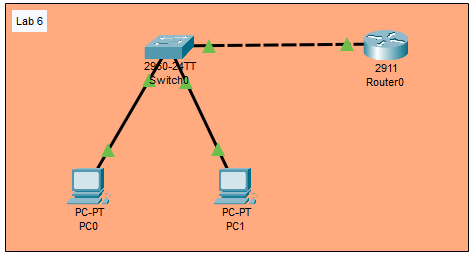 Lab 6
2960-24TT
Switch0
2911
Router0
PC-PT
PC0
PC-PT
PC1